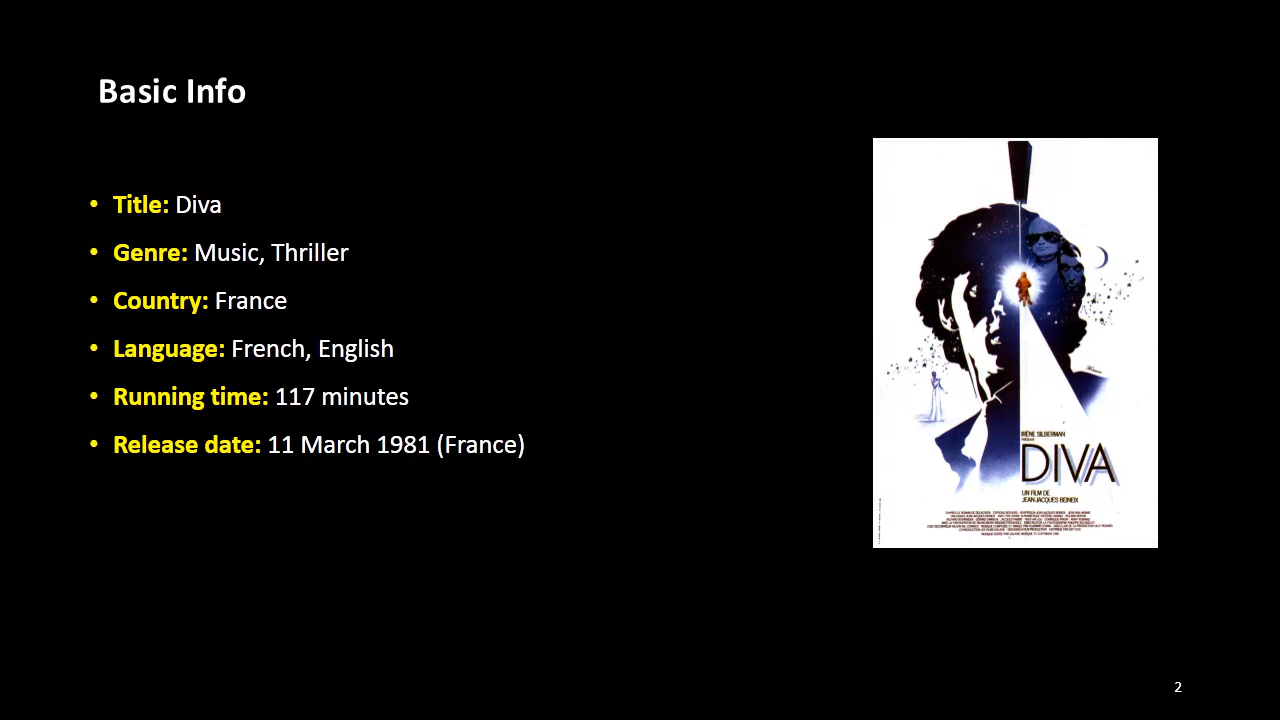 Basic Info
• Title: Diva
• Genre: Music, Thriller
• Country: France
• Language: French, English
• Running time: 117 minutes
• Release date: 11 March 1981 (France)
IRÈNE SILBERMAN
DIVA
UN FILM DE
JEAN-JACQUES BEINEIX
2